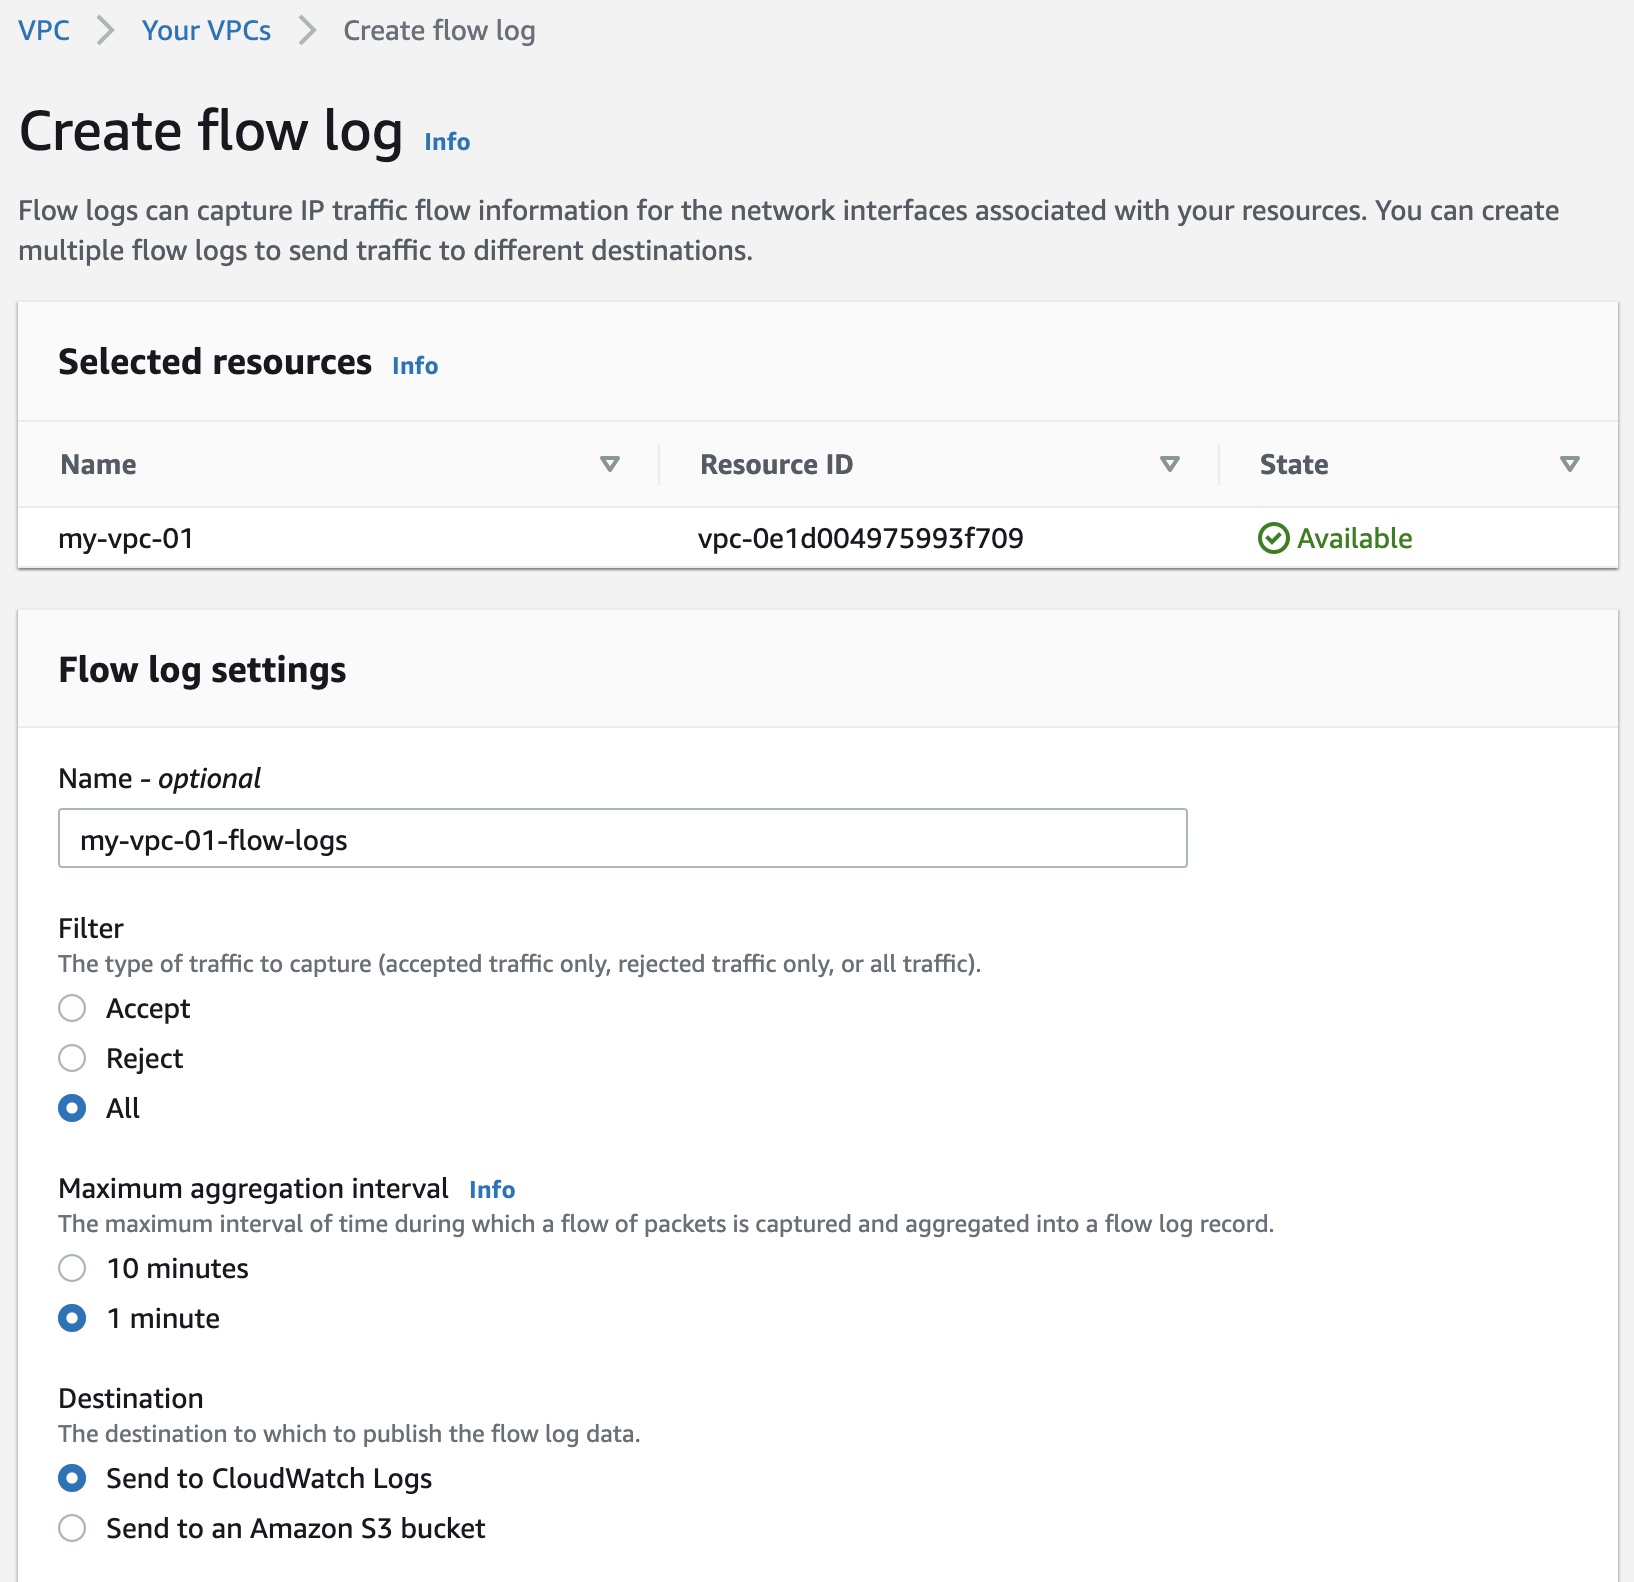 VPC > Your VPCs > Create flow log
Create flow log Info
Flow logs can capture IP traffic flow information for the network interfaces associated with your resources. You can create
multiple flow logs to send traffic to different destinations.
Selected resources Info
Name Resource ID State
my-vpc-01 vpc-0e1d004975993f709 Available
Flow log settings
Name - optional
my-vpc-01-flow-logs
Filter
The type of traffic to capture (accepted traffic only, rejected traffic only, or all traffic).
Accept
Reject
All
Maximum aggregation interval Info
The maximum interval of time during which a flow of packets is captured and aggregated into a flow log record.
10 minutes
1 minute
Destination
The destination to which to publish the flow log data.
Send to CloudWatch Logs
Send to an Amazon S3 bucket